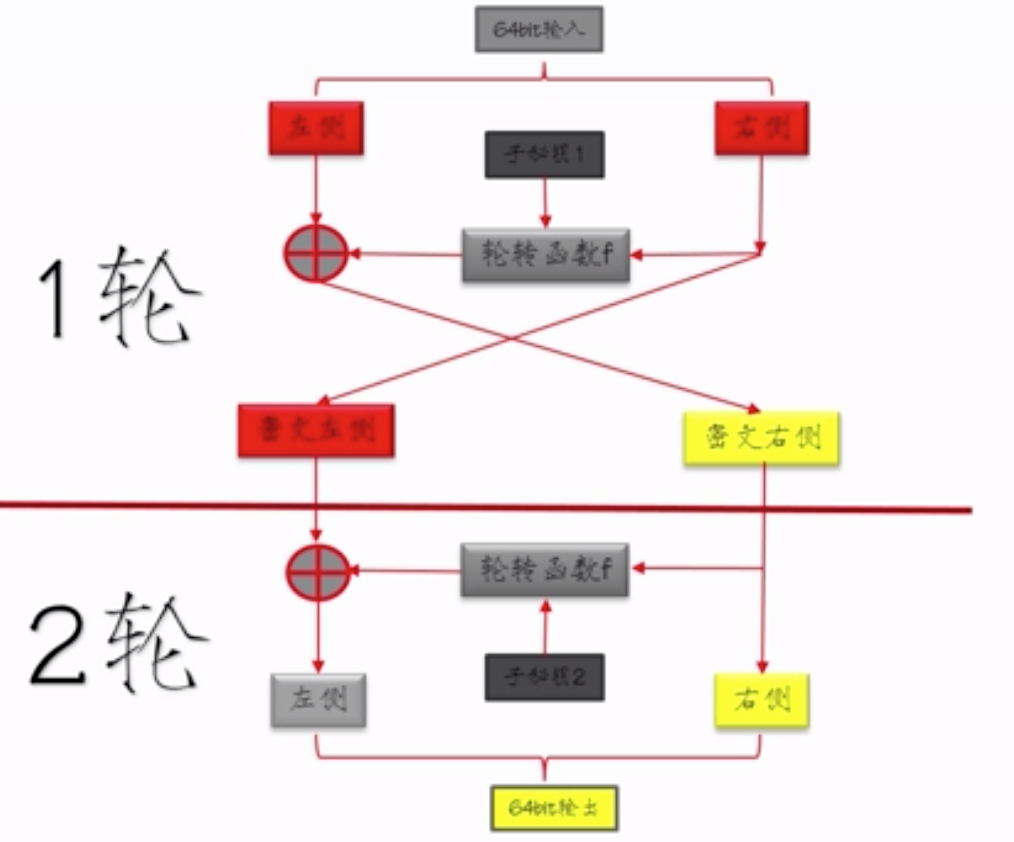 64bit输入
左侧
右侧
子秘钥1
轮转函数f
1轮
密文左侧
密文右侧
轮转函数f
2轮
子秘钥2
左侧
右侧
64bit输出